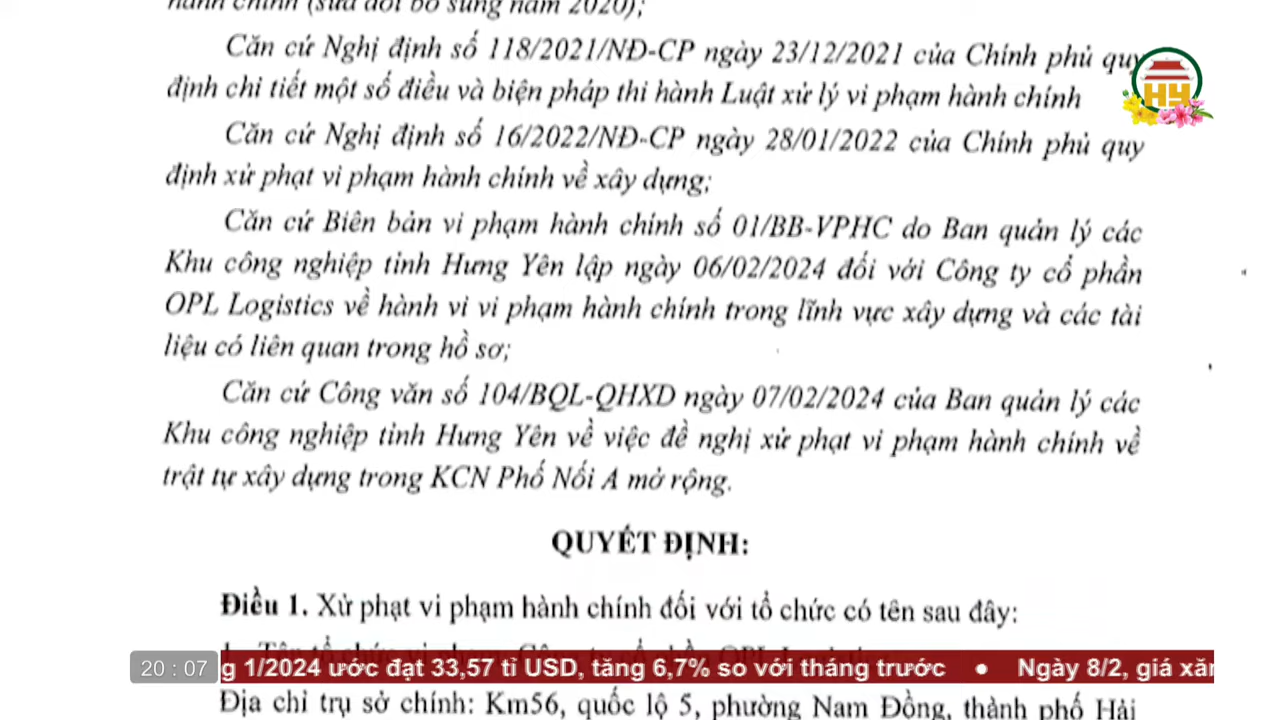 hành chính (sửa đổi bổ sung năm 2020);
Căn cứ Nghị định số 118/2021/NĐ-CP ngày 23/12/2021 của Chính phủ quy
định chi tiết một số điều và biện pháp thi hành Luật xử lý vi phạm hành chính
Căn cứ Nghị định số 16/2022/NĐ-CP ngày 28/01/2022 của Chính phủ quy
định xử phạt vi phạm hành chính về xây dựng;
Căn cứ Biên bản vi phạm hành chính số 01/BB-VPHC do Ban quản lý các
Khu công nghiệp tỉnh Hưng Yên lập ngày 06/02/2024 đối với Công ty cổ phần
OPL Logistics về hành vi vi phạm hành chính trong lĩnh vực xây dựng và các tài
liệu có liên quan trong hồ sơ;
Căn cứ Công văn số 104/BQL-QHXD ngày 07/02/2024 của Ban quản lý các
Khu công nghiệp tỉnh Hưng Yên về việc đề nghị xử phạt vi phạm hành chính về
trật tự xây dựng trong KCN Phố Nối A mở rộng.
QUYẾT ĐỊNH:
Điều 1. Xử phạt vi phạm hành chính đối với tổ chức có tên sau đây:
20 : 07 g 1/2024 ước đạt 33,57 tỉ USD, tăng 6,7% so với tháng trước • Ngày 8/2, giá xăn
Địa chỉ trụ sở chính: Km56, quốc lộ 5, phường Nam Đồng, thành phố Hải
HY